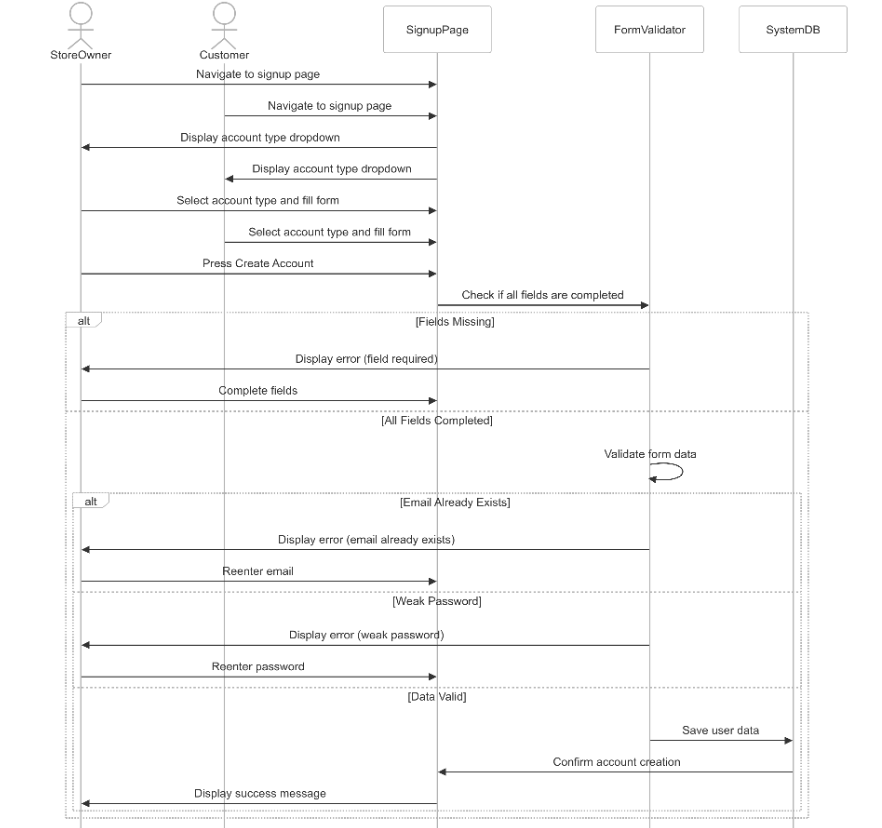 StoreOwner
Customer
SignupPage
FormValidator
SystemDB
Navigate to signup page
Navigate to signup page
Display account type dropdown
Display account type dropdown
Select account type and fill form
Select account type and fill form
Press Create Account
Check if all fields are completed
alt
[Fields Missing]
Display error (field required)
Complete fields
[All Fields Completed]
Validate form data
alt
[Email Already Exists]
Display error (email already exists)
Reenter email
[Weak Password]
Display error (weak password)
Reenter password
[Data Valid]
Save user data
Confirm account creation
Display success message